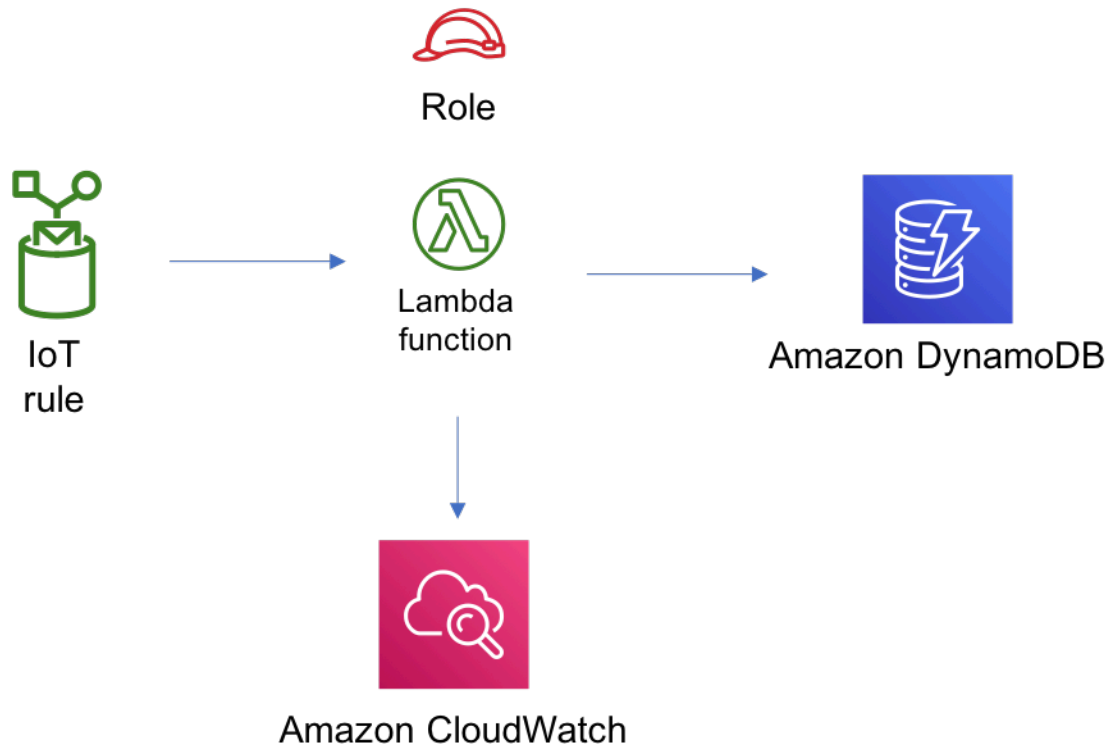 Role
IoT
rule
Lambda
function
Amazon DynamoDB
Amazon CloudWatch